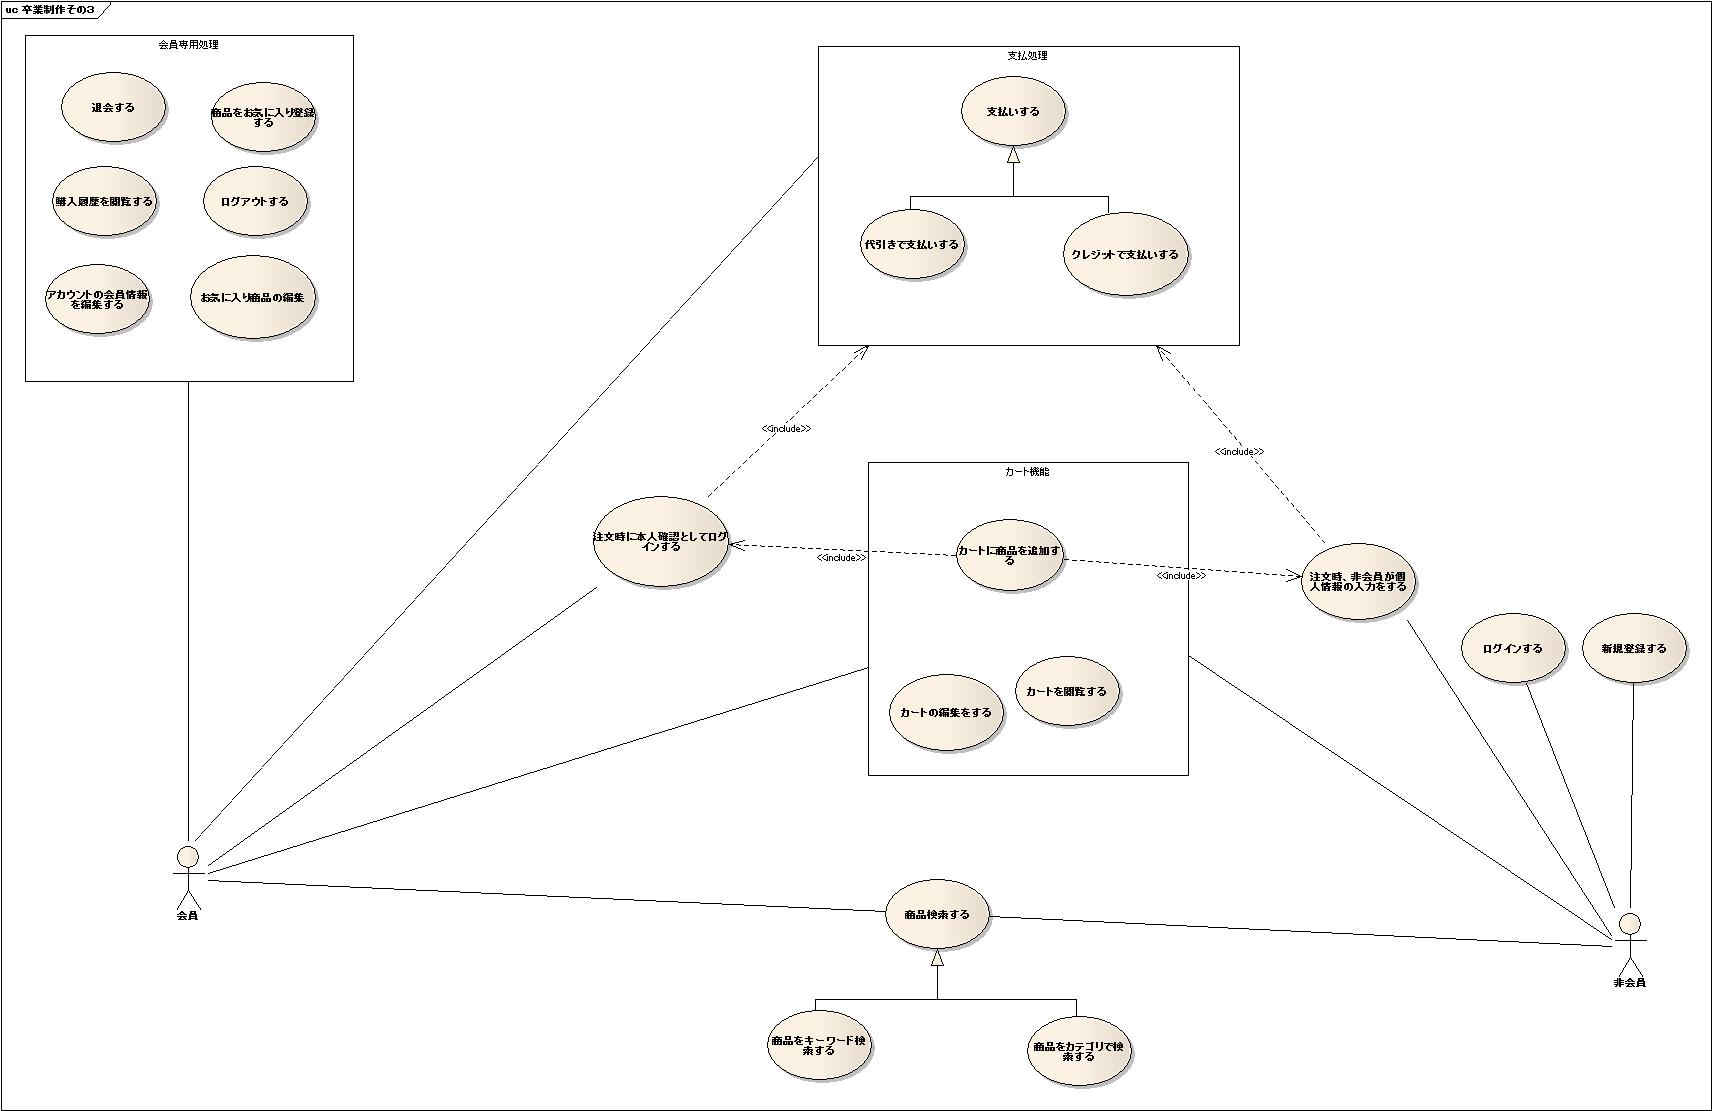 uc 卒業制作その3
会員専用処理
退会する
商品をお気に入り登録
する
購入履歴を閲覧する
ログアウトする
アカウントの会員情報
を編集する
お気に入り商品の編集
支払処理
支払いする
代引きで支払いする
クレジットで支払いする
<<include>>
<<include>>
カート機能
注文時に本人確認としてログ
インする
<<include>>
カートに商品を追加す
る
<<include>>
注文時、非会員が個
人情報の入力をする
カートの編集をする
カートを閲覧する
ログインする
新規登録する
会員
商品検索する
非会員
商品をキーワード検
索する
商品をカテゴリで検
索する